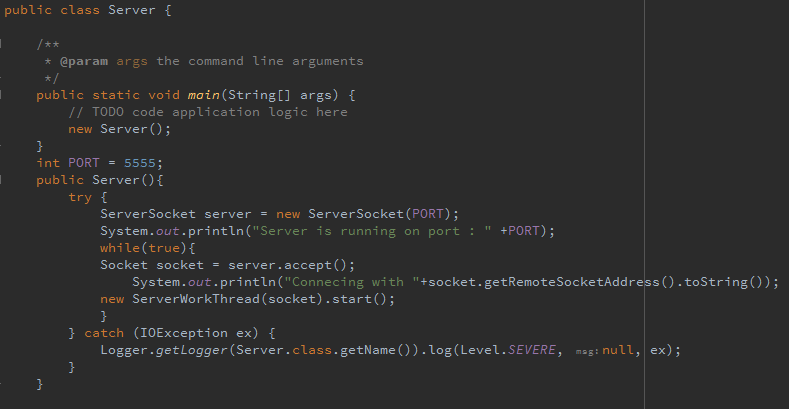 public class Server {
/**
* @param args the command line arguments
*/
public static void main(String[] args) {
// TODO code application logic here
new Server();
}
int PORT = 5555;
public Server(){
try {
ServerSocket server = new ServerSocket(PORT);
System.out.println("Server is running on port : " +PORT);
while(true){
Socket socket = server.accept();
System.out.println("Connecing with "+socket.getRemoteSocketAddress().toString());
new ServerWorkThread(socket).start();
}
} catch (IOException ex) {
Logger.getLogger(Server.class.getName()).log(Level.SEVERE, msg: null, ex);
}
}